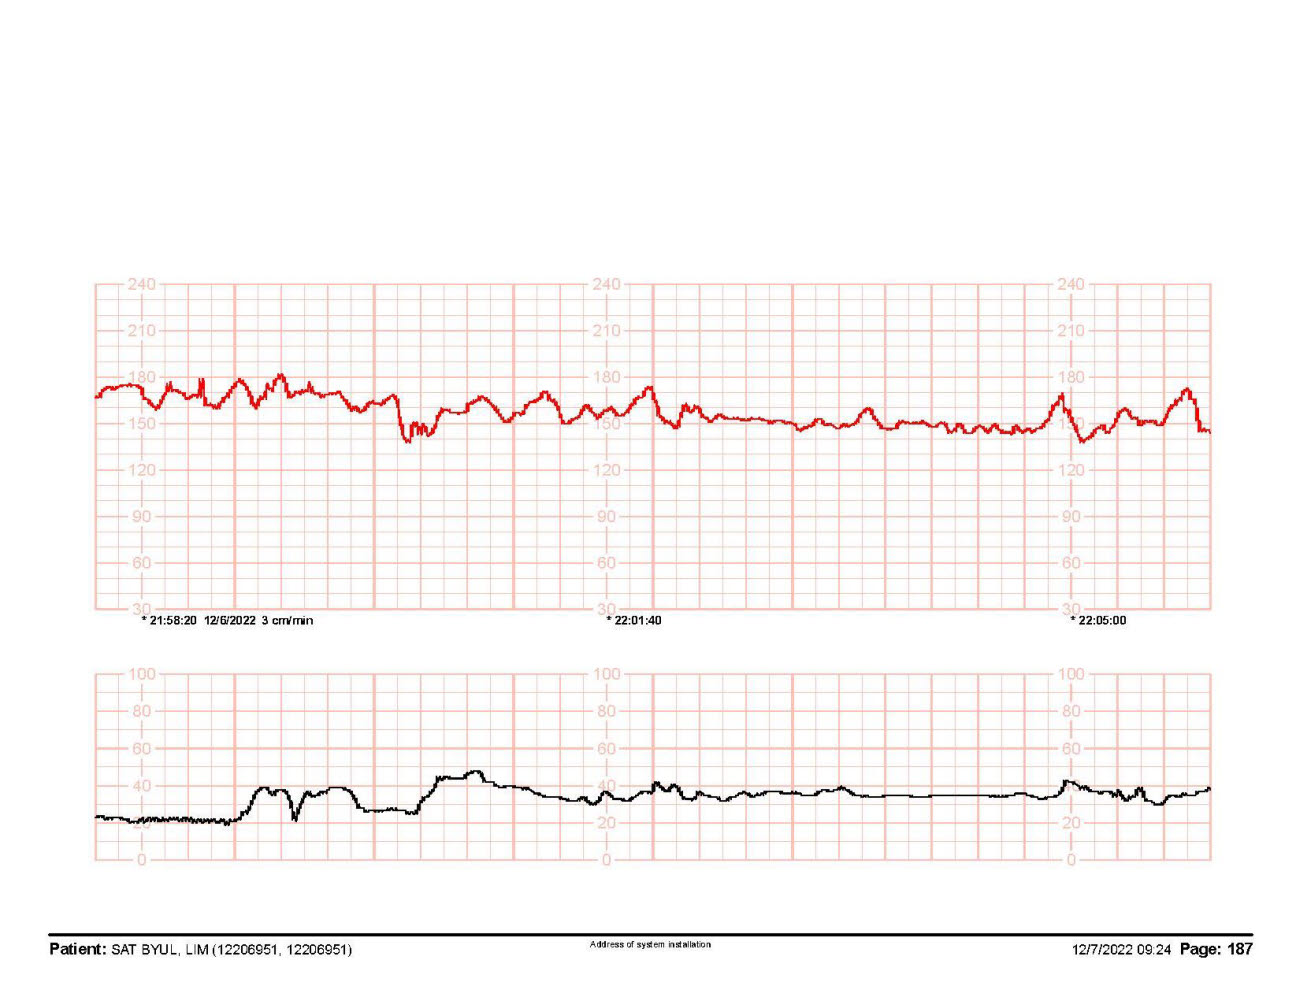 240 240 240
210 210 210
180 180 180
150 150 150
120 120 120
90 90 90
60 60 60
30 30 30
* 21:58:20 12/6/2022 3 cm/min * 22:01:40 * 22:05:00
100 100 100
80 80 80
60 60 60
40 40 40
20 20 20
0 0 0
Patient: SAT BYUL, LIM (12206951, 12206951) Address of system installation 12/7/2022 09:24 Page: 187